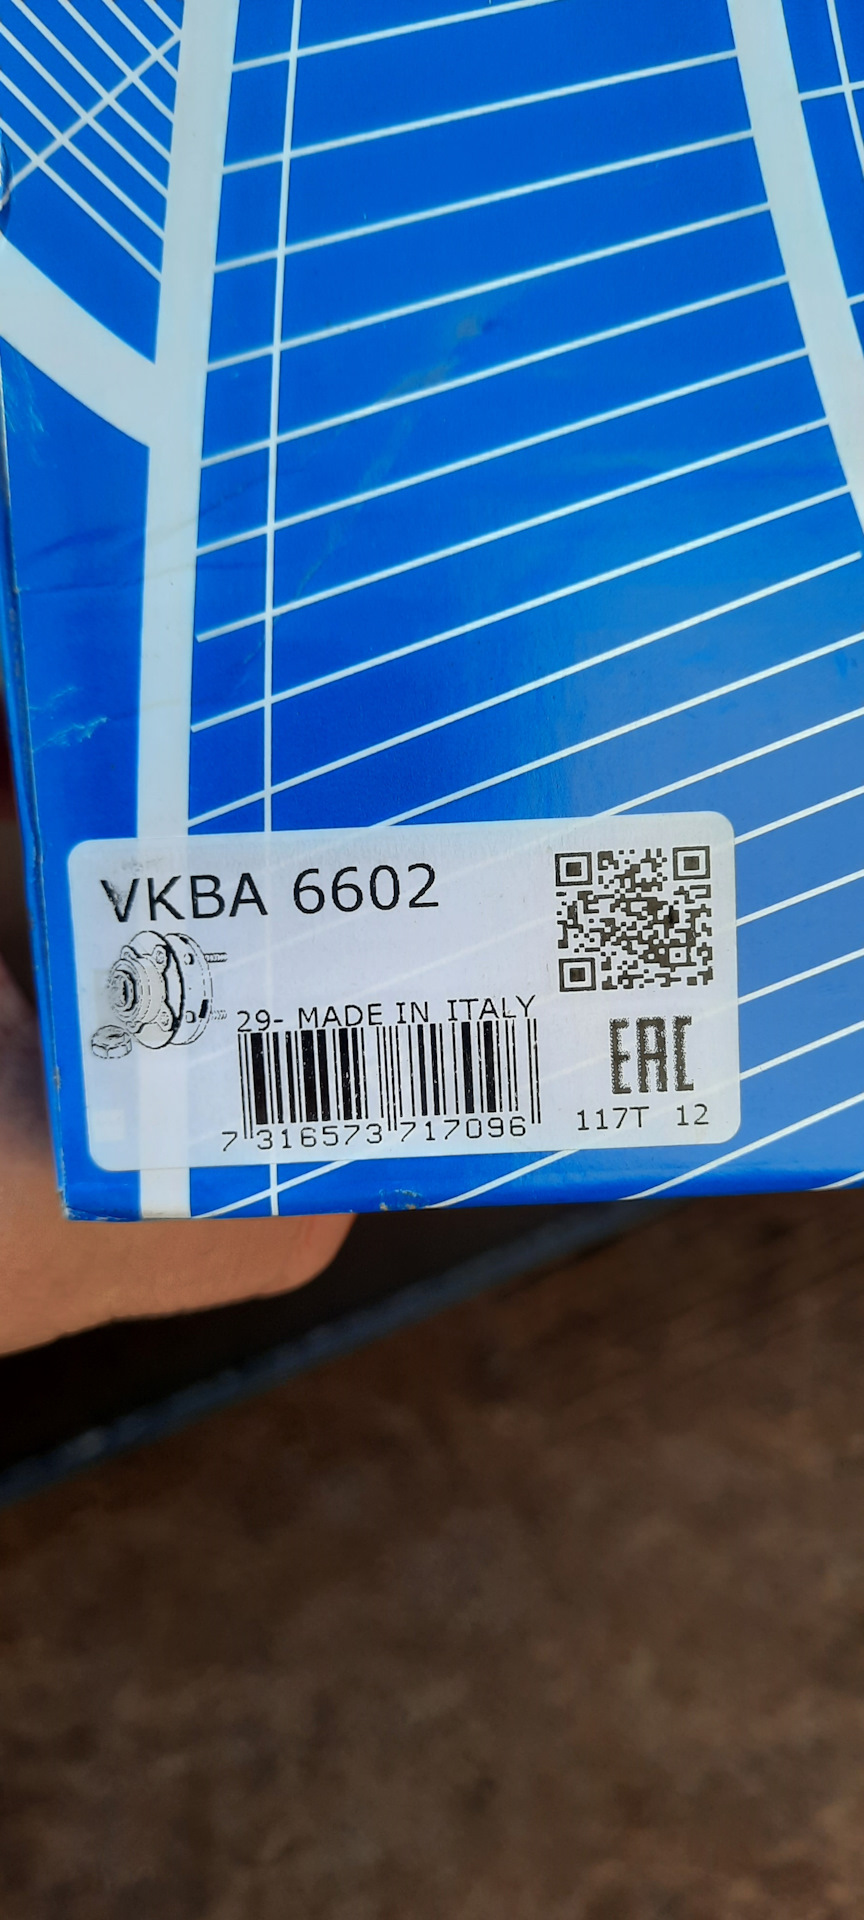 VKBA 6602
29- MADE IN ITALY
7 316573 717096
EAC
117T 12